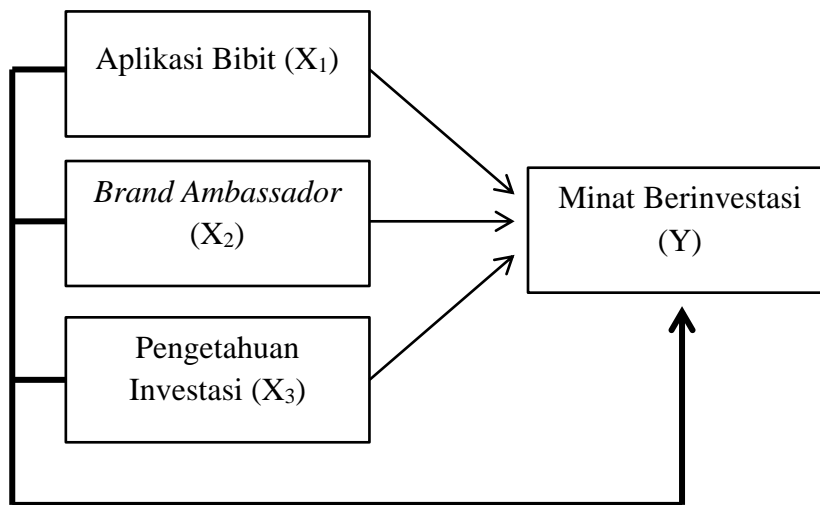 Aplikasi Bibit (X₁)
Brand Ambassador
(X₂)
Pengetahuan
Investasi (X₃)
Minat Berinvestasi
(Y)